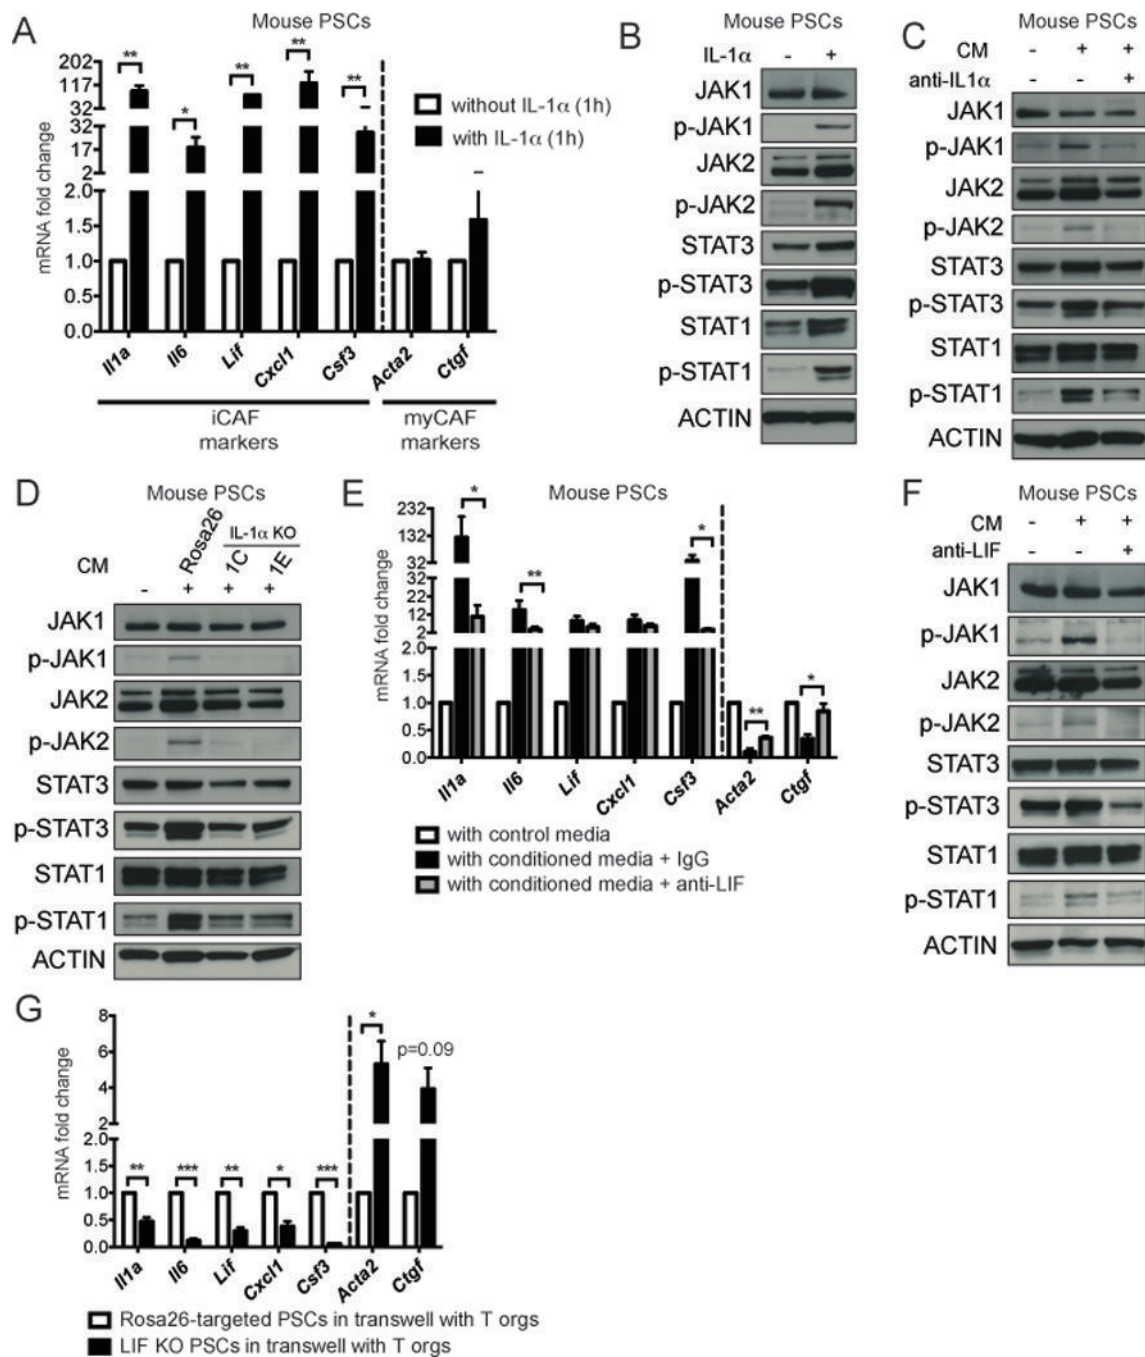 A
Mouse PSCs
mRNA fold change
202
117
32
32
17
2
2.0
1.5
1.0
0.5
0.0
** * ** ** **
without IL-1α (1h)
with IL-1α (1h)
Il1a Il6 Lif Cxcl1 Csf3 Acta2 Ctgf
iCAF markers
myCAF markers
B
Mouse PSCs
IL-1α - +
JAK1
p-JAK1
JAK2
p-JAK2
STAT3
p-STAT3
STAT1
p-STAT1
ACTIN
C
Mouse PSCs
CM - + +
anti-IL1α - - +
JAK1
p-JAK1
JAK2
p-JAK2
STAT3
p-STAT3
STAT1
p-STAT1
ACTIN
D
Mouse PSCs
Rosa26
IL-1α KO
1C 1E
CM - + + +
JAK1
p-JAK1
JAK2
p-JAK2
STAT3
p-STAT3
STAT1
p-STAT1
ACTIN
E
Mouse PSCs
mRNA fold change
232
132
32
32
22
12
2
2.0
1.0
0.5
0.0
* ** * ** *
Il1a Il6 Lif Cxcl1 Csf3 Acta2 Ctgf
with control media
with conditioned media + IgG
with conditioned media + anti-LIF
F
Mouse PSCs
CM - + +
anti-LIF - - +
JAK1
p-JAK1
JAK2
p-JAK2
STAT3
p-STAT3
STAT1
p-STAT1
ACTIN
G
mRNA fold change
8
6
4
2
2.0
1.5
1.0
0.5
0.0
** *** ** * *** * p=0.09
Il1a Il6 Lif Cxcl1 Csf3 Acta2 Ctgf
Rosa26-targeted PSCs in transwell with T orgs
LIF KO PSCs in transwell with T orgs